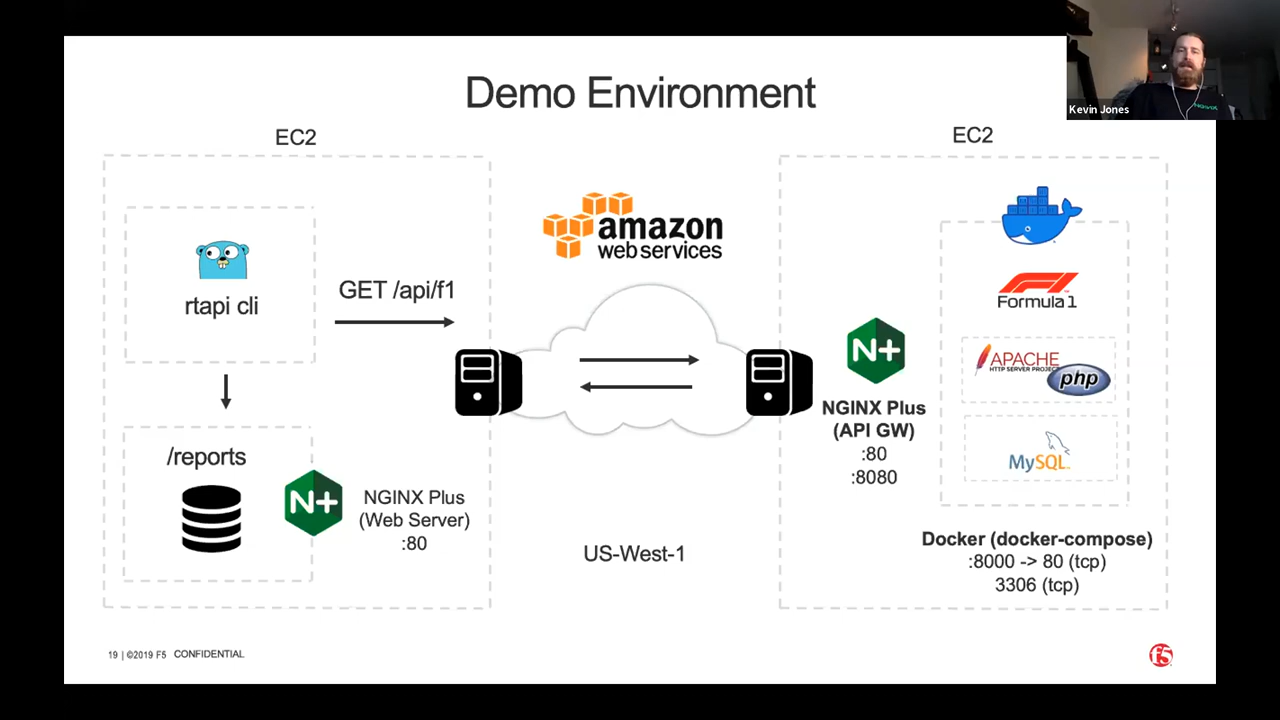 Demo Environment
Kevin Jones
NGINX
EC2
EC2
amazon
web services
rtapi cli
GET /api/f1
Formula 1
APACHE
HTTP SERVER PROJECT
php
N+
NGINX Plus
(API GW)
:80
:8080
MySQL
/reports
N+
NGINX Plus
(Web Server)
:80
US-West-1
Docker (docker-compose)
:8000 -> 80 (tcp)
3306 (tcp)
19 | ©2019 F5 CONFIDENTIAL
f5